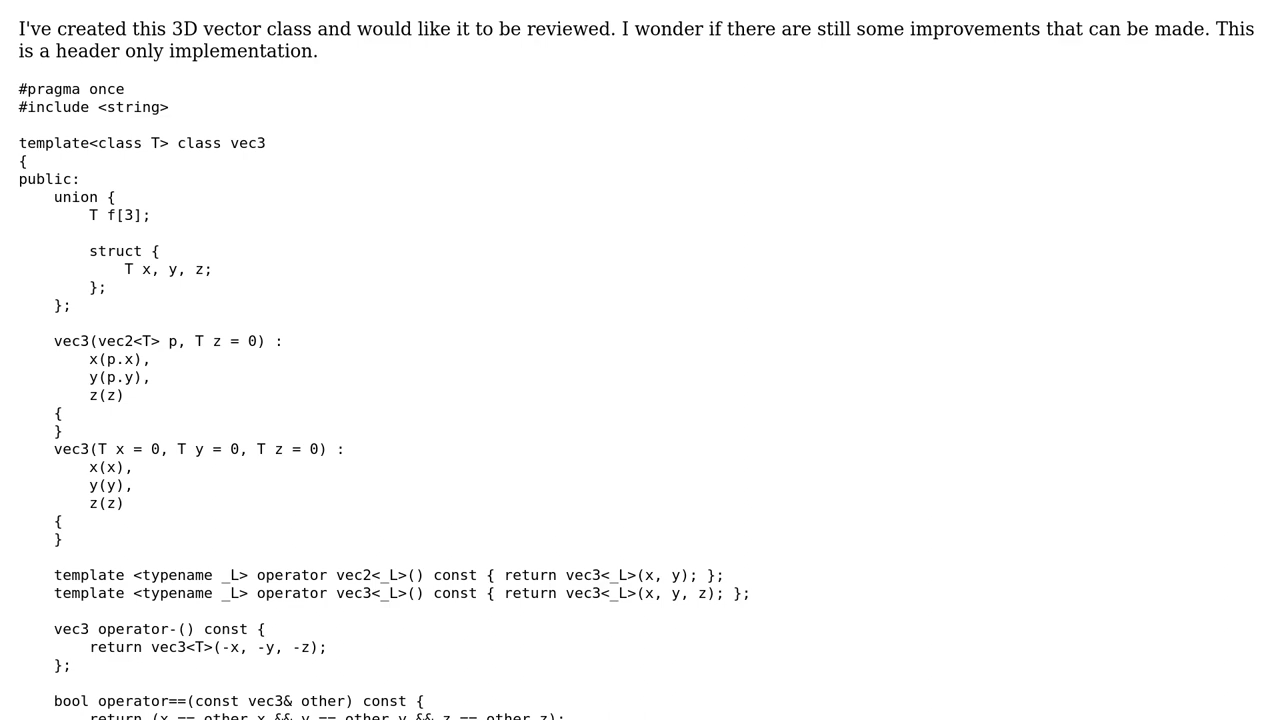 I've created this 3D vector class and would like it to be reviewed. I wonder if there are still some improvements that can be made. This
is a header only implementation.
#pragma once
#include <string>
template<class T> class vec3
{
public:
    union {
        T f[3];
        struct {
            T x, y, z;
        };
    };
    vec3(vec2<T> p, T z = 0) :
        x(p.x),
        y(p.y),
        z(z)
    {
    }
    vec3(T x = 0, T y = 0, T z = 0) :
        x(x),
        y(y),
        z(z)
    {
    }
    template <typename _L> operator vec2<_L>() const { return vec3<_L>(x, y); };
    template <typename _L> operator vec3<_L>() const { return vec3<_L>(x, y, z); };
    vec3 operator-() const {
        return vec3<T>(-x, -y, -z);
    };
    bool operator==(const vec3& other) const {
        return (x == other.x && y == other.y && z == other.z);